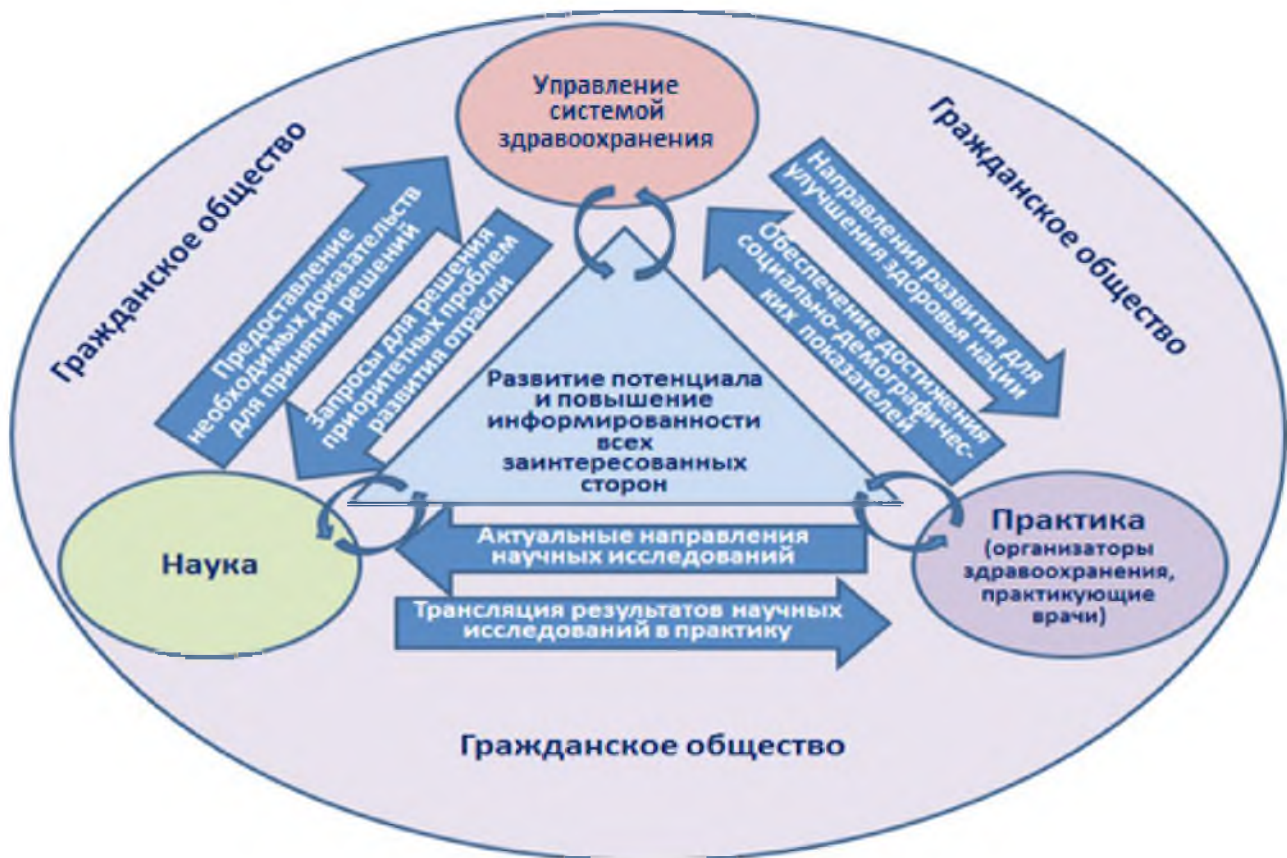 Управление
системой
здравоохранения
Гражданское общество
Гражданское общество
Предоставление
необходимых доказательств
для принятия решений
Запросы для решения
приоритетных проблем
развития отрасли
Направления развития для
улучшения здоровья нации
Обеспечение достижения
социально-демографичес-
ких показателей
Развитие потенциала
и повышение
информированности
всех
заинтересованных
сторон
Наука
Актуальные направления
научных исследований
Трансляция результатов научных
исследований в практику
Практика
(организаторы
здравоохранения,
практикующие
врачи)
Гражданское общество